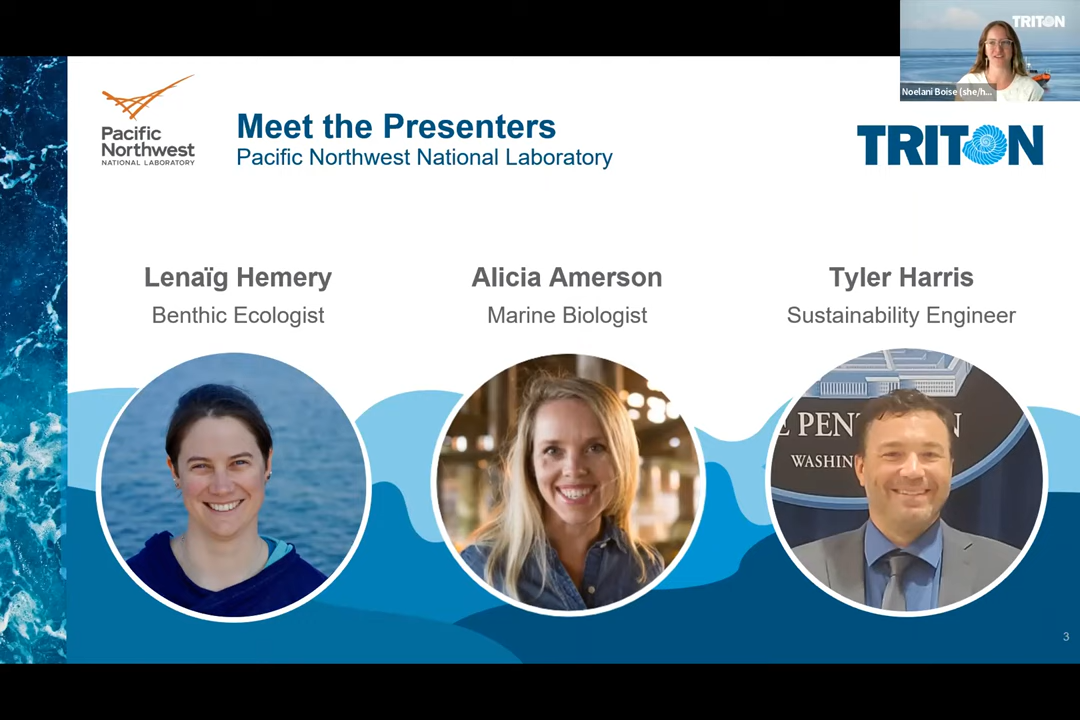 TRITON
Noelani Boise (she/h...
Pacific
Northwest
NATIONAL LABORATORY
Meet the Presenters
Pacific Northwest National Laboratory
TRITON
Lenaïg Hemery
Benthic Ecologist
Alicia Amerson
Marine Biologist
Tyler Harris
Sustainability Engineer
E PENT N
WASHIN
3